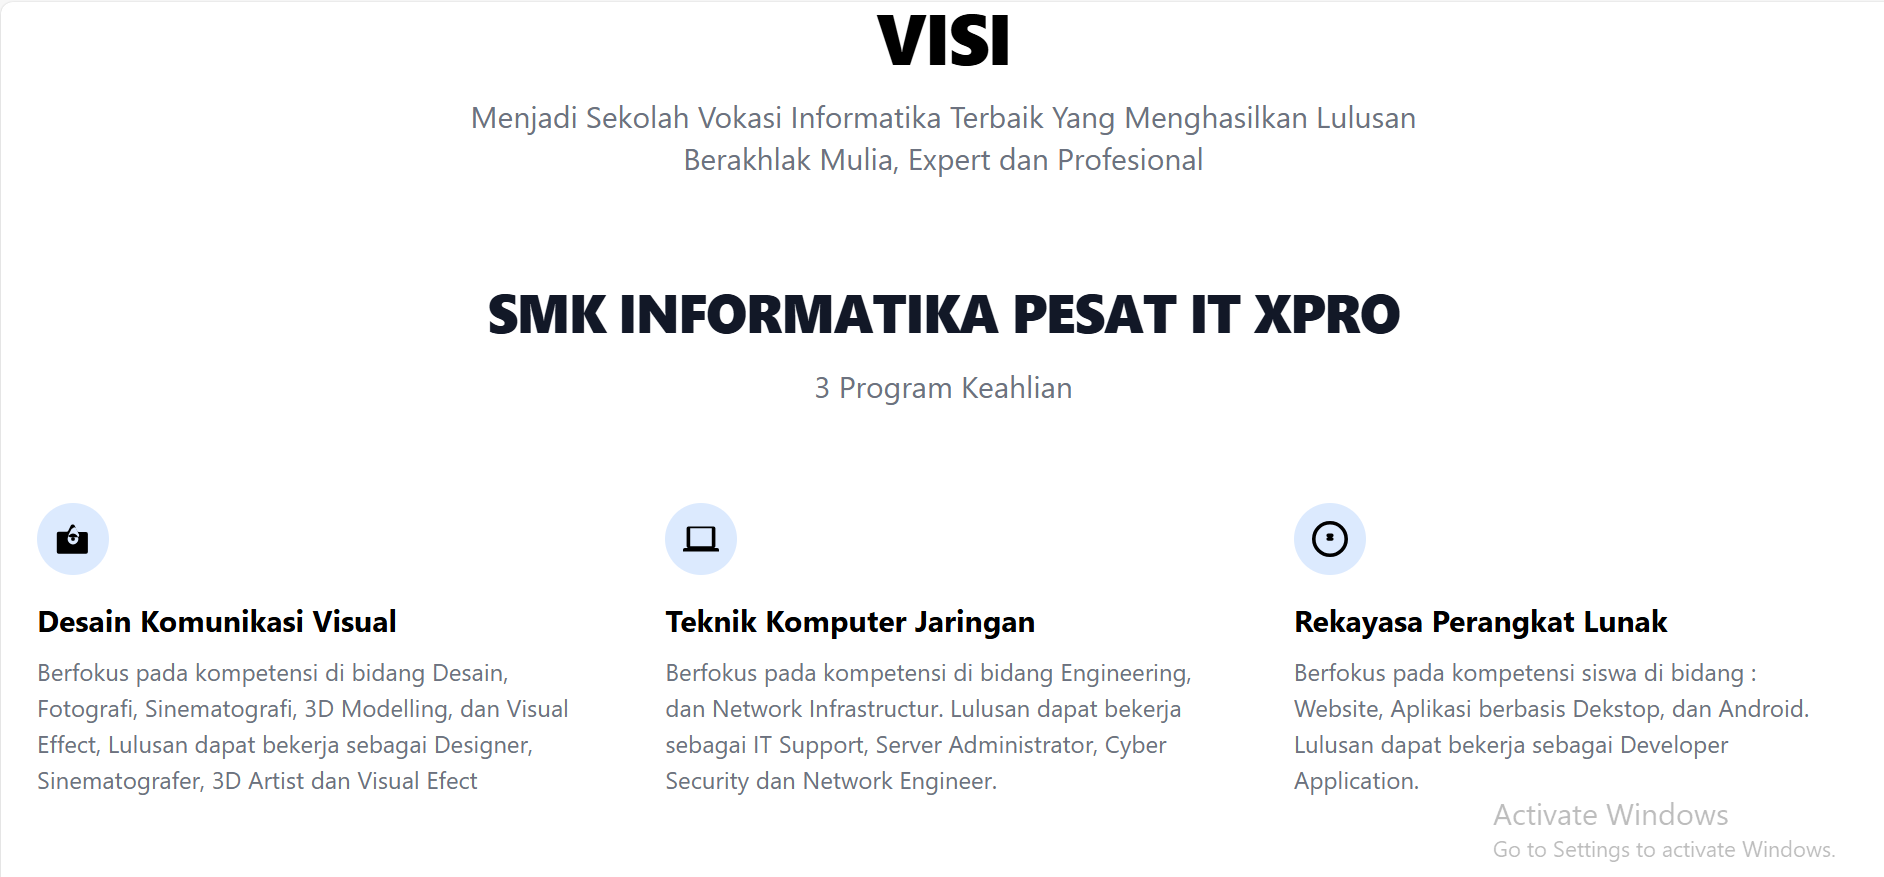 VISI
Menjadi Sekolah Vokasi Informatika Terbaik Yang Menghasilkan Lulusan
Berakhlak Mulia, Expert dan Profesional
SMK INFORMATIKA PESAT IT XPRO
3 Program Keahlian
Desain Komunikasi Visual
Berfokus pada kompetensi di bidang Desain,
Fotografi, Sinematografi, 3D Modelling, dan Visual
Effect, Lulusan dapat bekerja sebagai Designer,
Sinematografer, 3D Artist dan Visual Efect
Teknik Komputer Jaringan
Berfokus pada kompetensi di bidang Engineering,
dan Network Infrastructur. Lulusan dapat bekerja
sebagai IT Support, Server Administrator, Cyber
Security dan Network Engineer.
Rekayasa Perangkat Lunak
Berfokus pada kompetensi siswa di bidang :
Website, Aplikasi berbasis Dekstop, dan Android.
Lulusan dapat bekerja sebagai Developer
Application.
Activate Windows
Go to Settings to activate Windows.